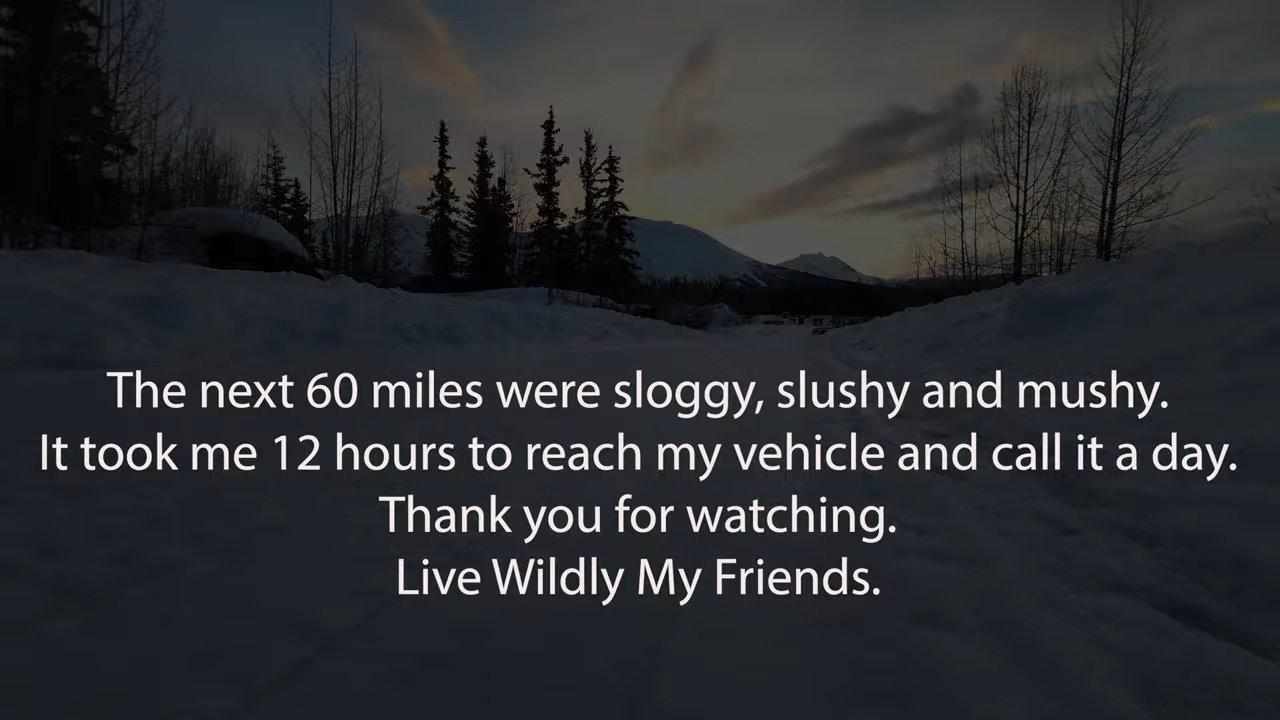 The next 60 miles were sloggy, slushy and mushy.
It took me 12 hours to reach my vehicle and call it a day.
Thank you for watching.
Live Wildly My Friends.